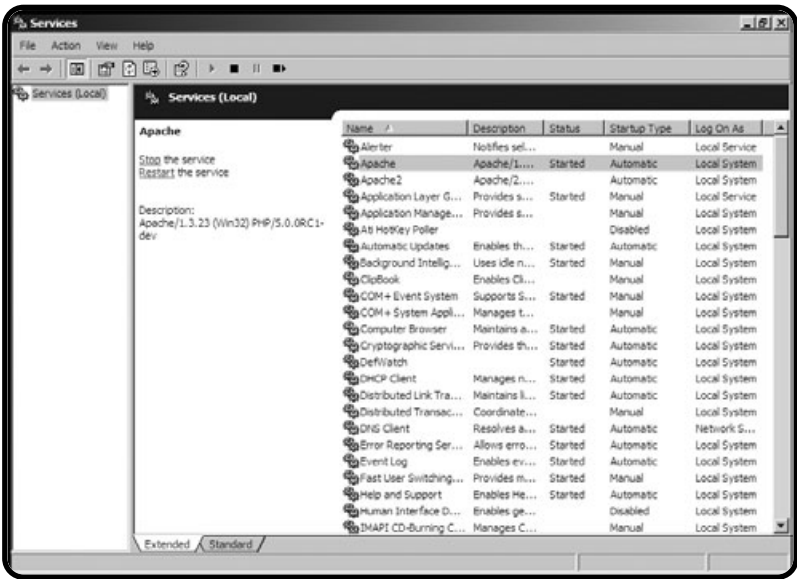 Services
File Action View Help
Services (Local)
Services (Local)
Apache
Stop the service
Restart the service
Description:
Apache/1.3.23 (Win32) PHP/5.0.0RC1-
dev
Name Description Status Startup Type Log On As
Alerter Notifies sel... Manual Local Service
Apache Apache/1.... Started Automatic Local System
Apache2 Apache/2.... Automatic Local System
Application Layer G... Provides s... Started Manual Local Service
Application Manage... Provides s... Manual Local System
Ati HotKey Poller Disabled Local System
Automatic Updates Enables th... Started Automatic Local System
Background Intellig... Uses idle n... Started Manual Local System
ClipBook Enables Cli... Manual Local System
COM+ Event System Supports S... Started Manual Local System
COM+ System Appli... Manages t... Manual Local System
Computer Browser Maintains a... Started Automatic Local System
Cryptographic Servi... Provides th... Started Automatic Local System
DefWatch Started Automatic Local System
DHCP Client Manages n... Started Automatic Local System
Distributed Link Tra... Maintains li... Started Automatic Local System
Distributed Transac... Coordinate... Manual Local System
DNS Client Resolves a... Started Automatic Network S...
Error Reporting Ser... Allows erro... Started Automatic Local System
Event Log Enables ev... Started Automatic Local System
Fast User Switching... Provides m... Started Manual Local System
Help and Support Enables He... Started Automatic Local System
Human Interface D... Enables ge... Disabled Local System
IMAPI CD-Burning C... Manages C... Manual Local System
Extended Standard